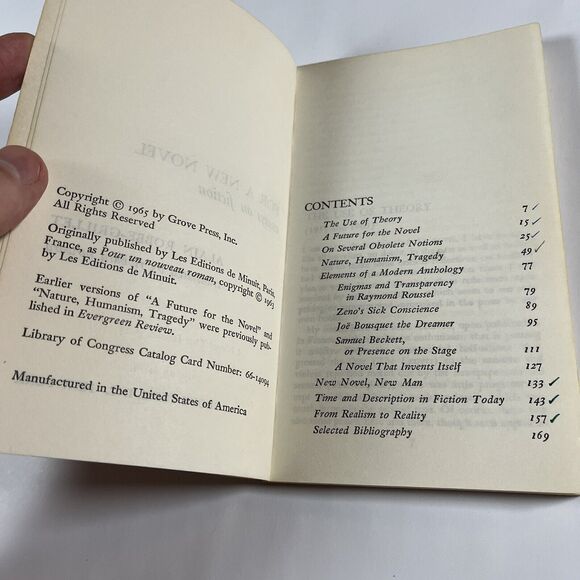 Copyright © 1965 by Grove Press, Inc.
All Rights Reserved
Originally published by Les Editions de Minuit, Paris,
France, as Pour un nouveau roman, copyright © 1963
by Les Editions de Minuit.
Earlier versions of "A Future for the Novel" and
"Nature, Humanism, Tragedy" were previously pub-
lished in Evergreen Review.
Library of Congress Catalog Card Number: 66-14094
Manufactured in the United States of America
CONTENTS
The Use of Theory 7
A Future for the Novel 15
On Several Obsolete Notions 25
Nature, Humanism, Tragedy 49
Elements of a Modern Anthology 77
Enigmas and Transparency
in Raymond Roussel 79
Zeno's Sick Conscience 89
Joë Bousquet the Dreamer 95
Samuel Beckett,
or Presence on the Stage 111
A Novel That Invents Itself 127
New Novel, New Man 133
Time and Description in Fiction Today 143
From Realism to Reality 157
Selected Bibliography 169